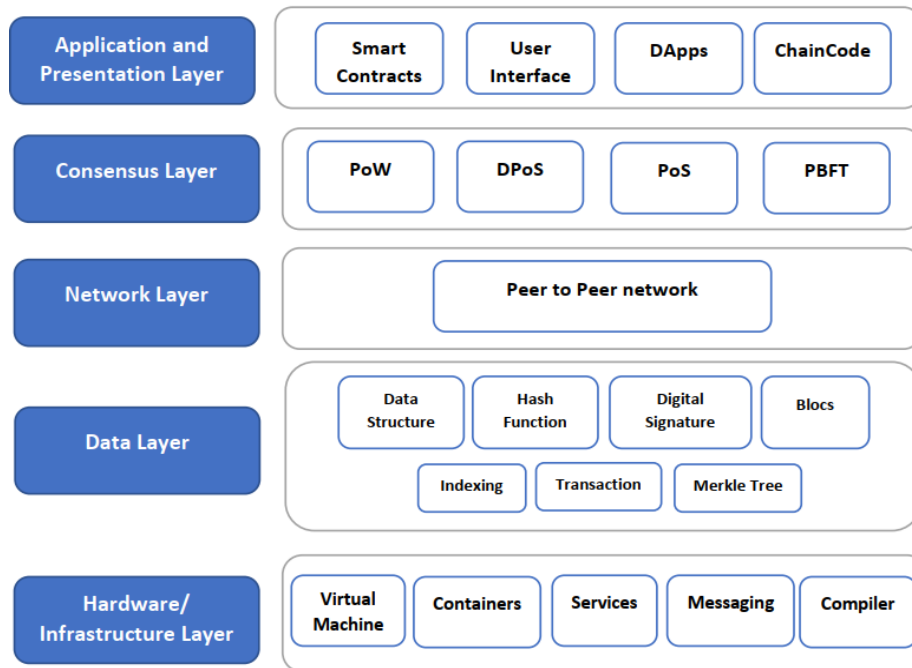 Application and
Presentation Layer
Smart
Contracts
User
Interface
DApps
ChainCode
Consensus Layer
PoW
DPoS
PoS
PBFT
Network Layer
Peer to Peer network
Data Layer
Data
Structure
Hash
Function
Digital
Signature
Blocs
Indexing
Transaction
Merkle Tree
Hardware/
Infrastructure Layer
Virtual
Machine
Containers
Services
Messaging
Compiler